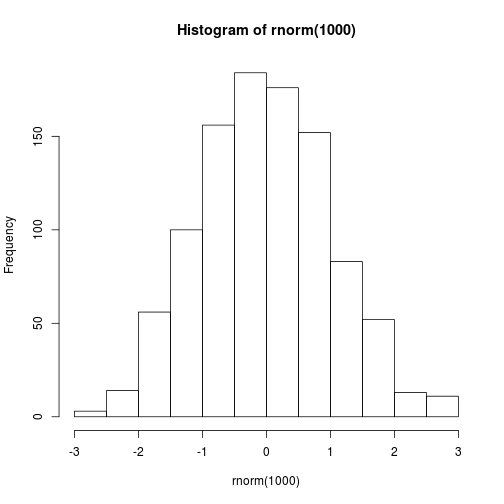 Histogram of rnorm(1000)
Frequency
150
100
50
0
-3 -2 -1 0 1 2 3
rnorm(1000)